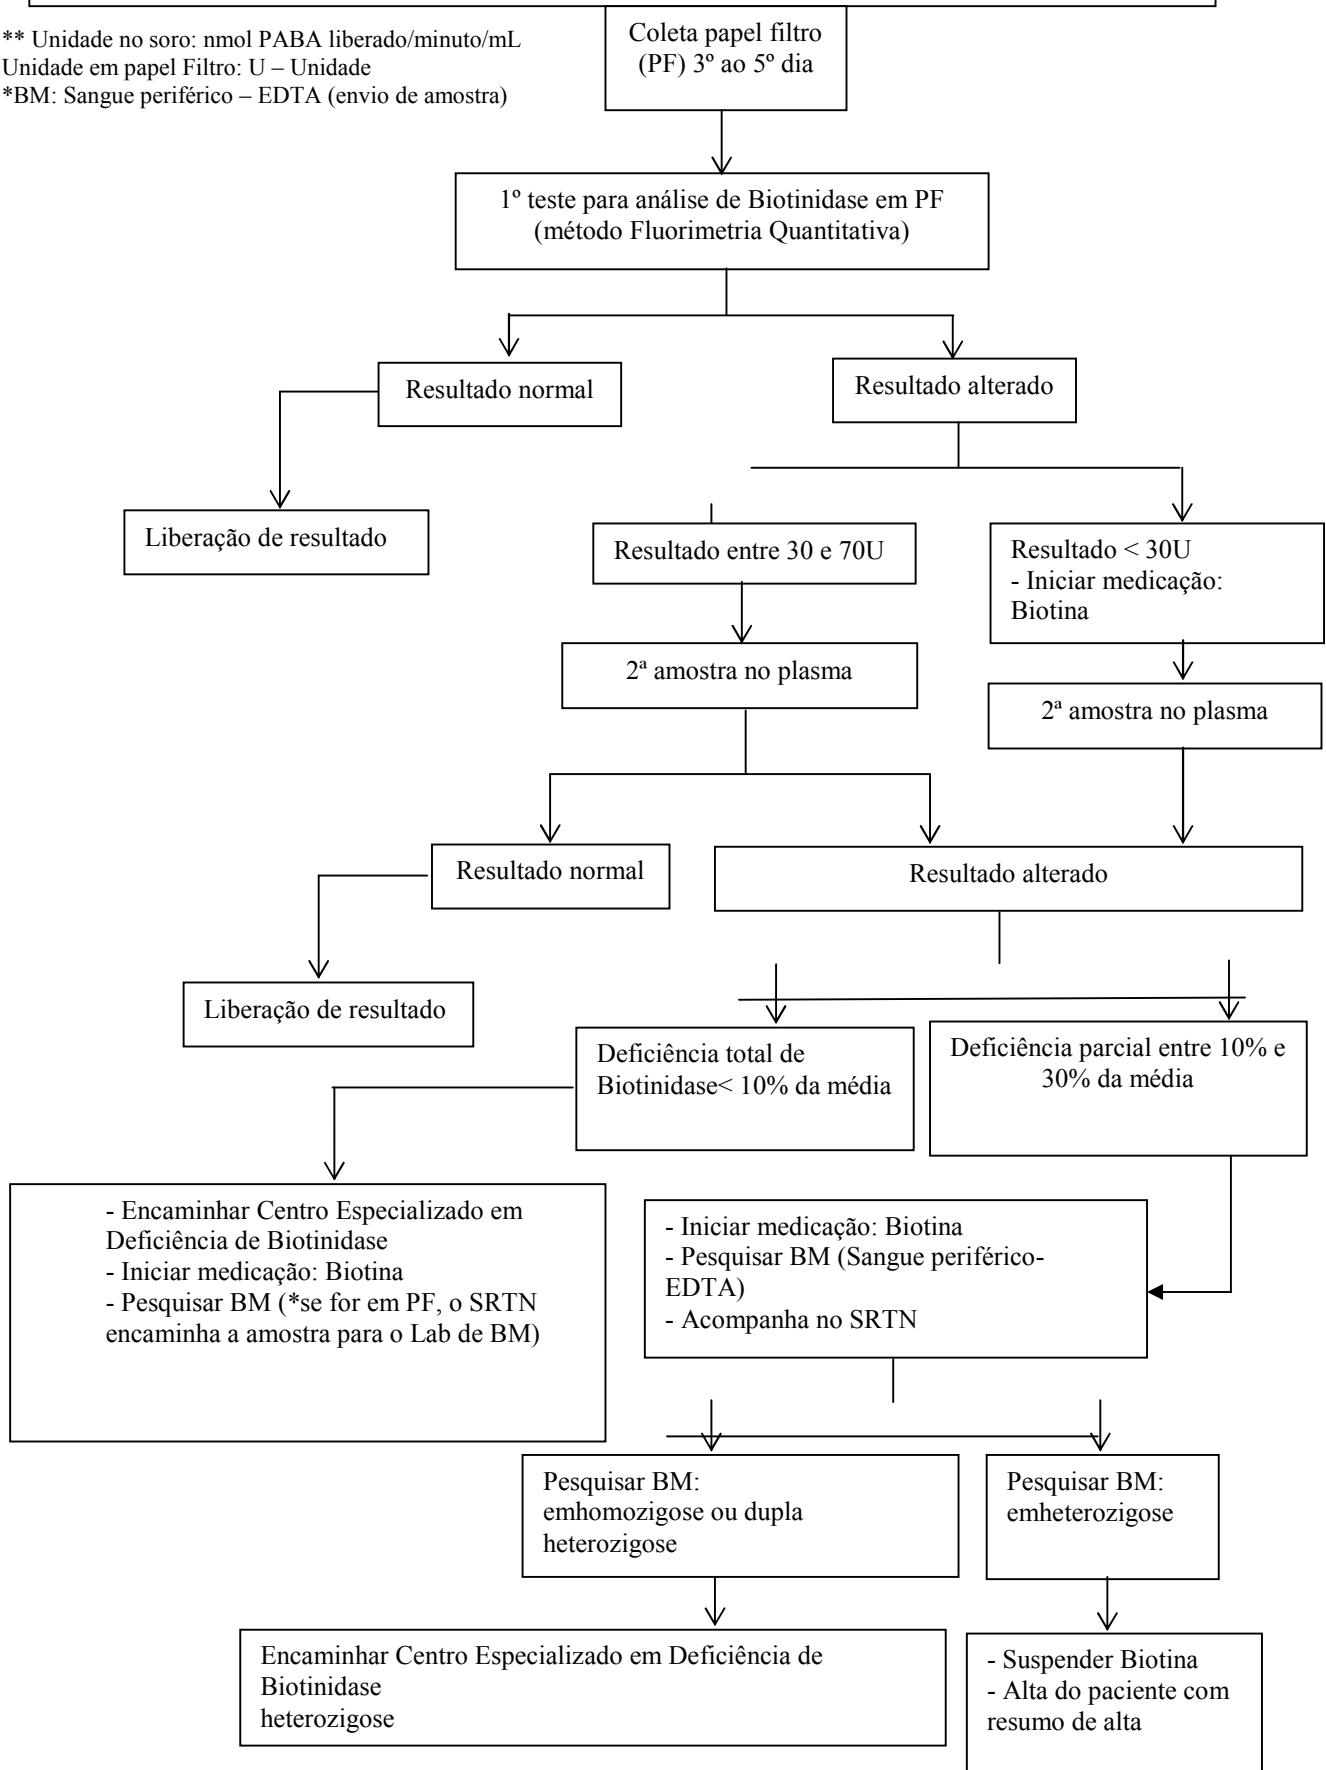 ** Unidade no soro: nmol PABA liberado/minuto/mL
Unidade em papel Filtro: U – Unidade
*BM: Sangue periférico – EDTA (envio de amostra)
Coleta papel filtro
(PF) 3º ao 5º dia
1º teste para análise de Biotinidase em PF
(método Fluorimetria Quantitativa)
Resultado normal
Resultado alterado
Liberação de resultado
Resultado entre 30 e 70U
Resultado < 30U
- Iniciar medicação:
Biotina
2ª amostra no plasma
2ª amostra no plasma
Resultado normal
Resultado alterado
Liberação de resultado
Deficiência total de
Biotinidase< 10% da média
Deficiência parcial entre 10% e
30% da média
- Encaminhar Centro Especializado em
Deficiência de Biotinidase
- Iniciar medicação: Biotina
- Pesquisar BM (*se for em PF, o SRTN
encaminha a amostra para o Lab de BM)
- Iniciar medicação: Biotina
- Pesquisar BM (Sangue periférico-
EDTA)
- Acompanha no SRTN
Pesquisar BM:
emhomozigose ou dupla
heterozigose
Pesquisar BM:
emheterozigose
Encaminhar Centro Especializado em Deficiência de
Biotinidase
heterozigose
- Suspender Biotina
- Alta do paciente com
resumo de alta